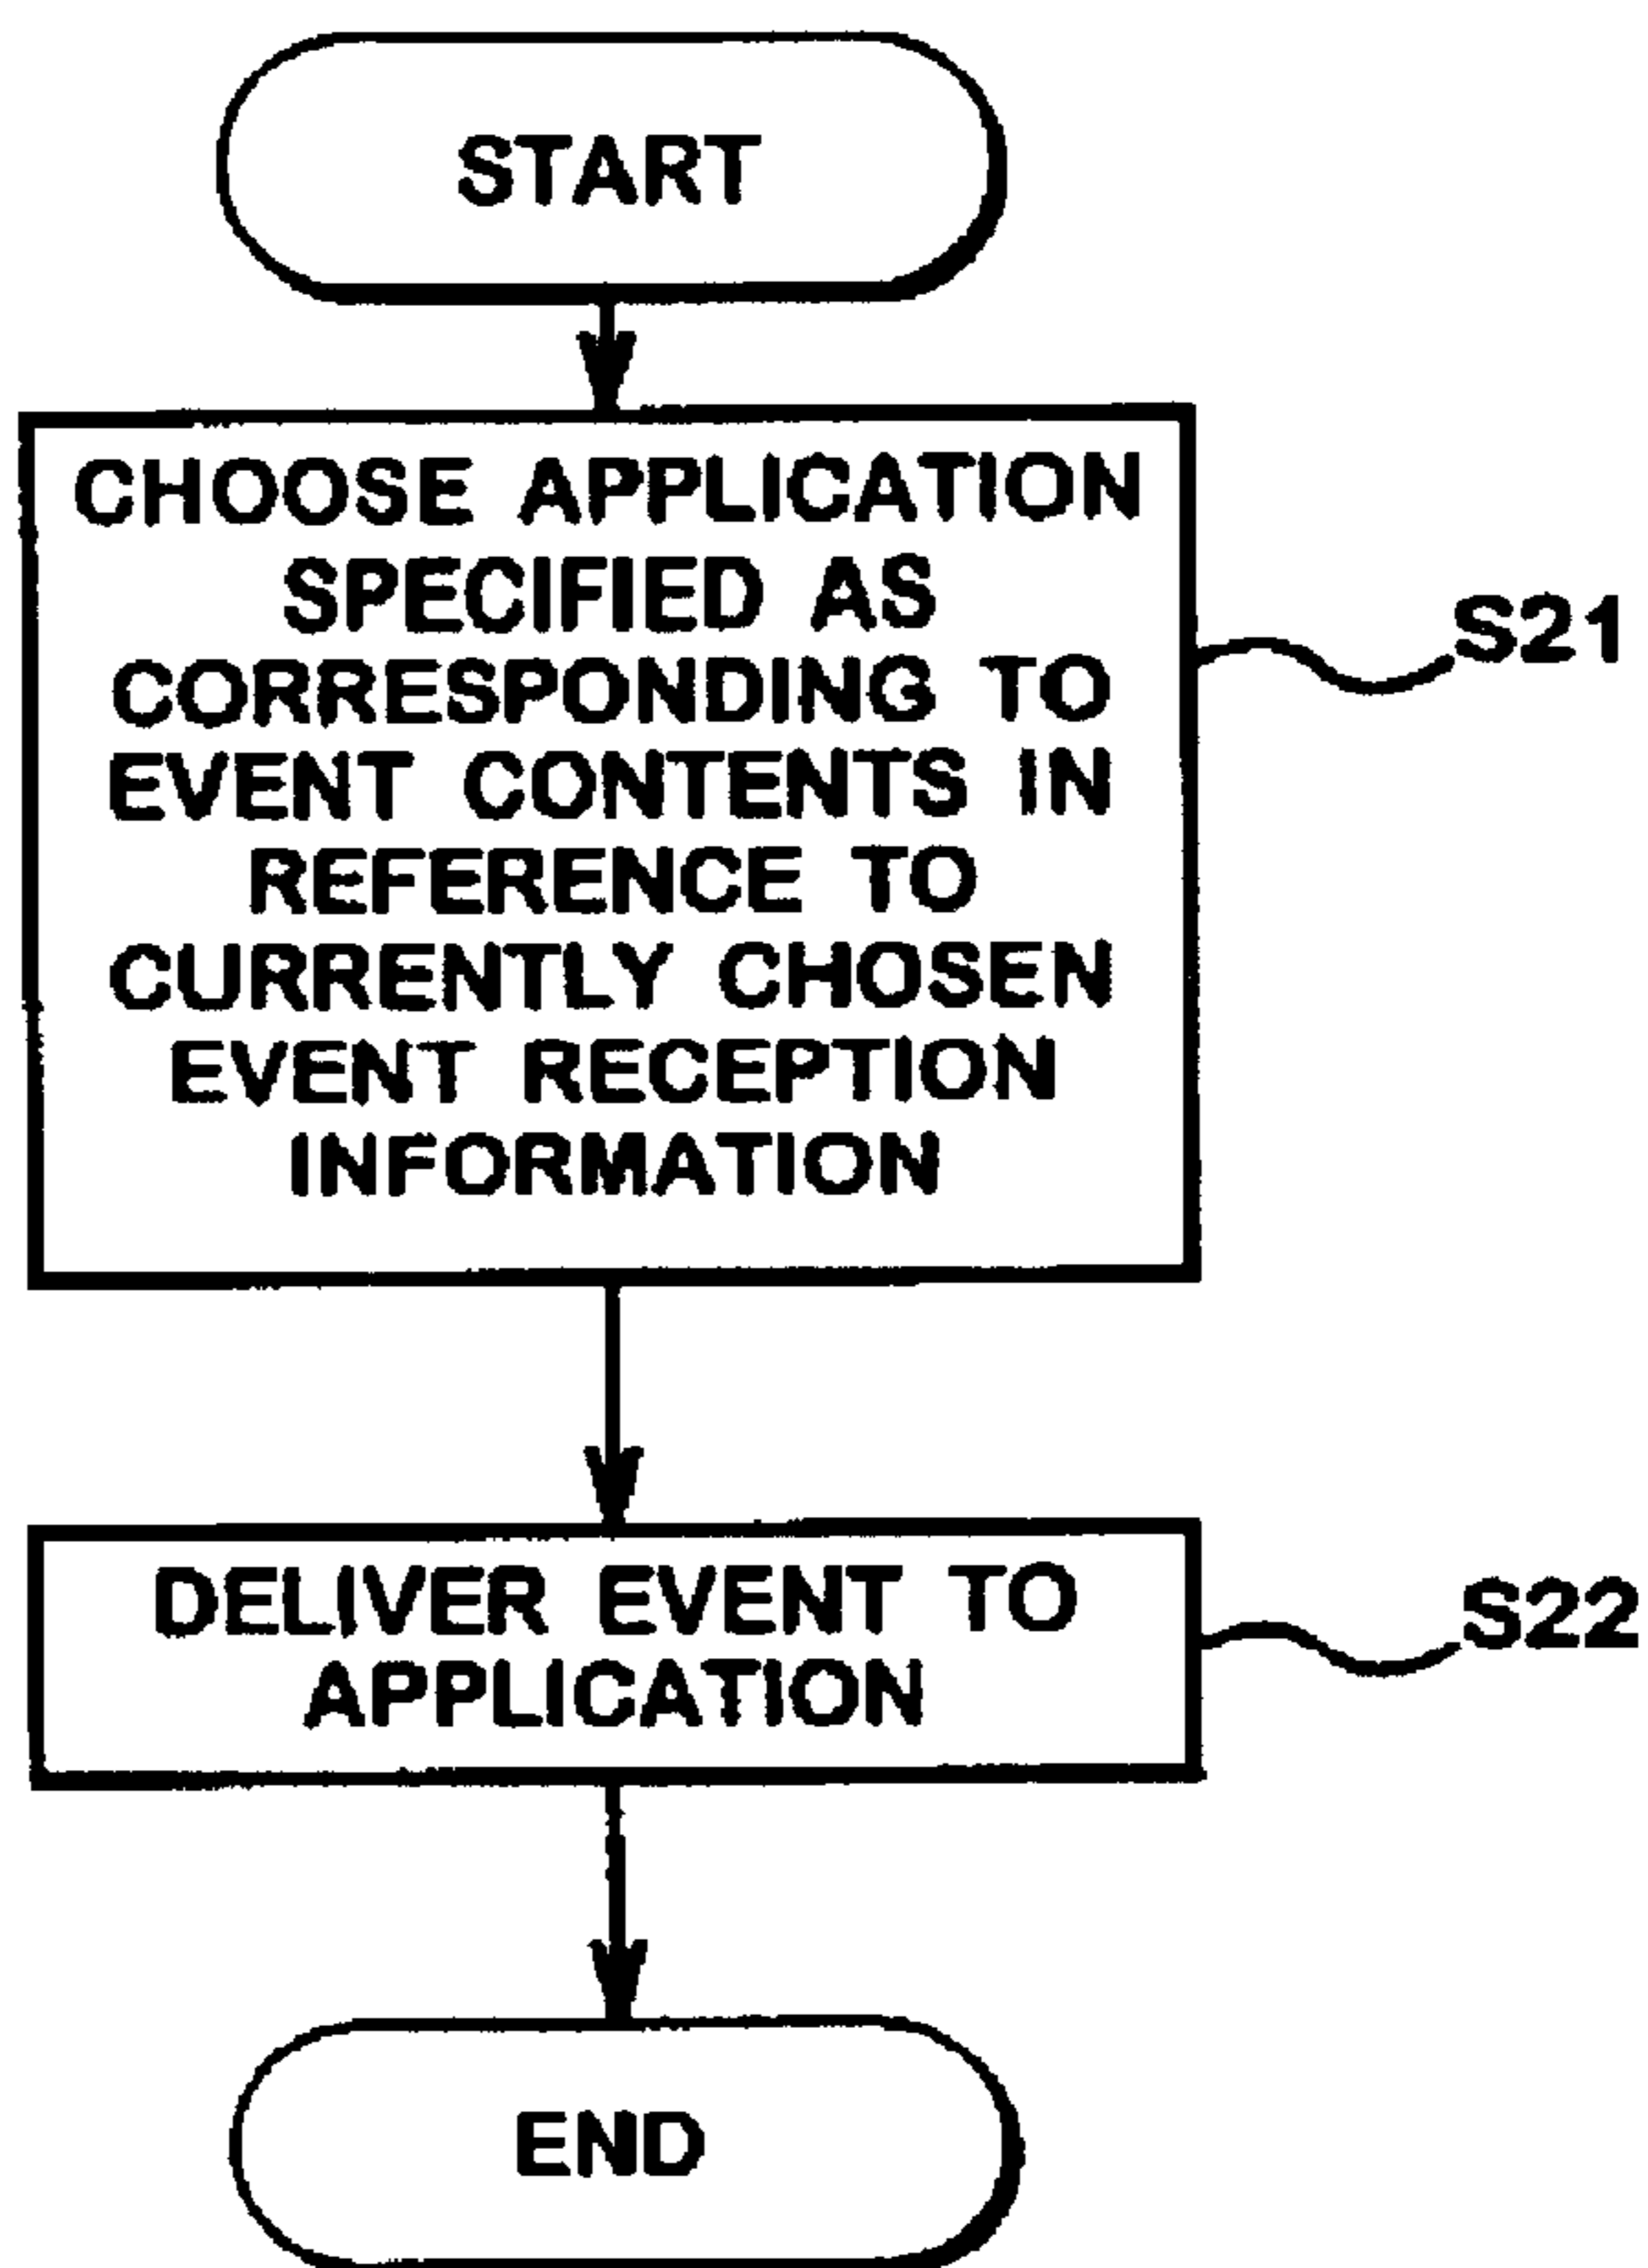 START
CHOOSE APPLICATION
SPECIFIED AS
CORRESPONDING TO
EVENT CONTENTS IN
REFERENCE TO
CURRENTLY CHOSEN
EVENT RECEPTION
INFORMATION
S21
DELIVER EVENT TO
APPLICATION
S22
END